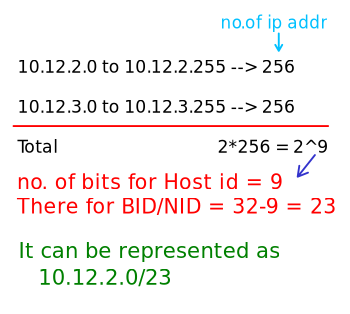 no.of ip addr
10.12.2.0 to 10.12.2.255 --> 256
10.12.3.0 to 10.12.3.255 --> 256
Total 2*256 = 2^9
no. of bits for Host id = 9
There for BID/NID = 32-9 = 23
It can be represented as
10.12.2.0/23